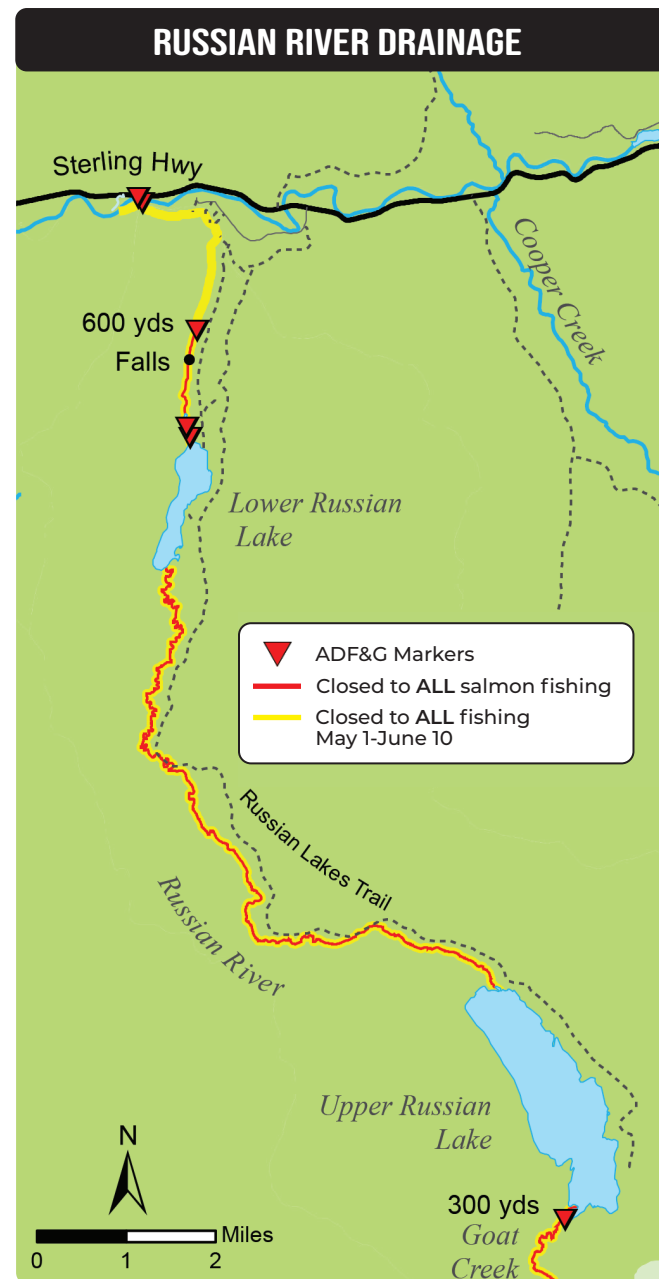 RUSSIAN RIVER DRAINAGE
Sterling Hwy
Cooper
Creek
600 yds
Falls
Lower Russian
Lake
ADF&G Markers
Closed to ALL salmon fishing
Closed to ALL fishing
May 1-June 10
Russian Lakes Trail
Russian River
Upper Russian
Lake
N
300 yds
Goat
Creek
Miles
0 1 2